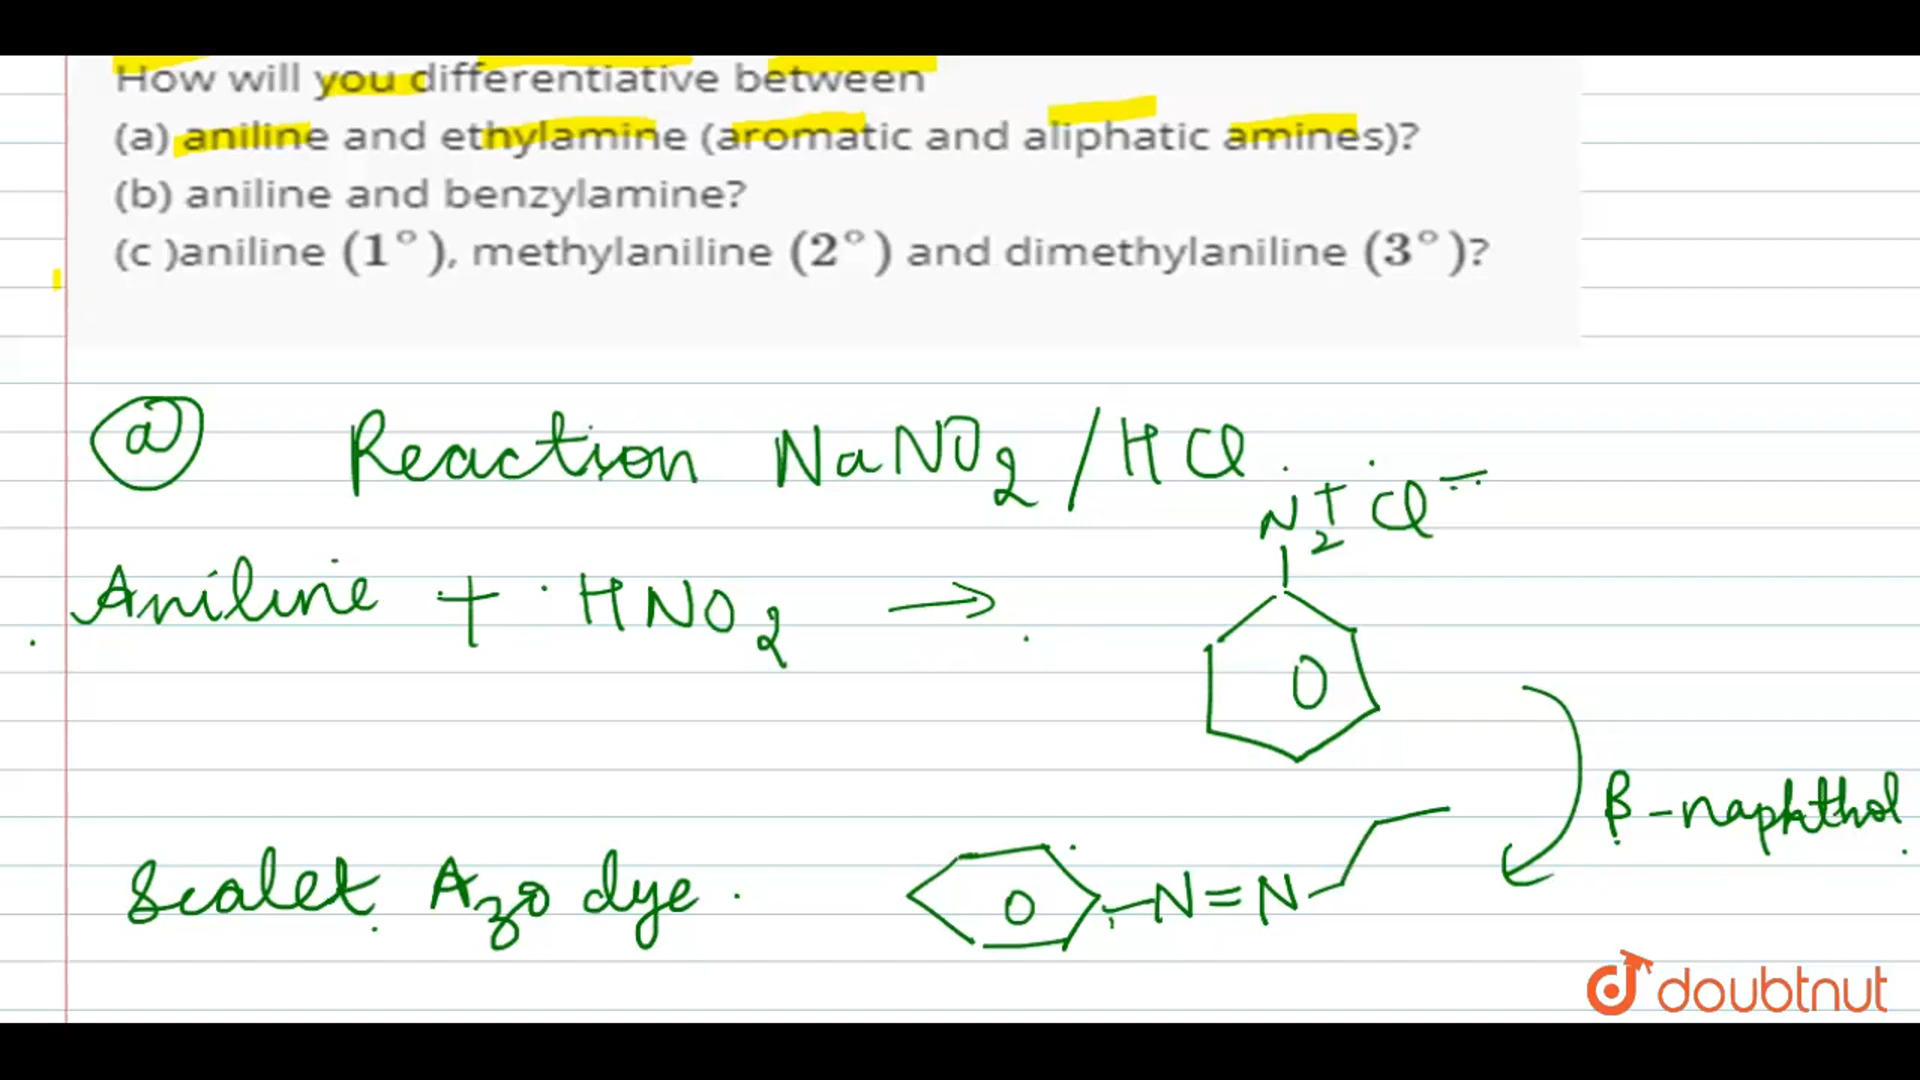 How will you differentiative between
(a) aniline and ethylamine (aromatic and aliphatic amines)?
(b) aniline and benzylamine?
(c )aniline (1°), methylaniline (2°) and dimethylaniline (3°)?
(a) Reaction NaNO2/HCl
N2+ Cl-
Aniline + HNO2 →
O
β-naphthol
Scalet Azo dye.
O -N=N-
doubtnut